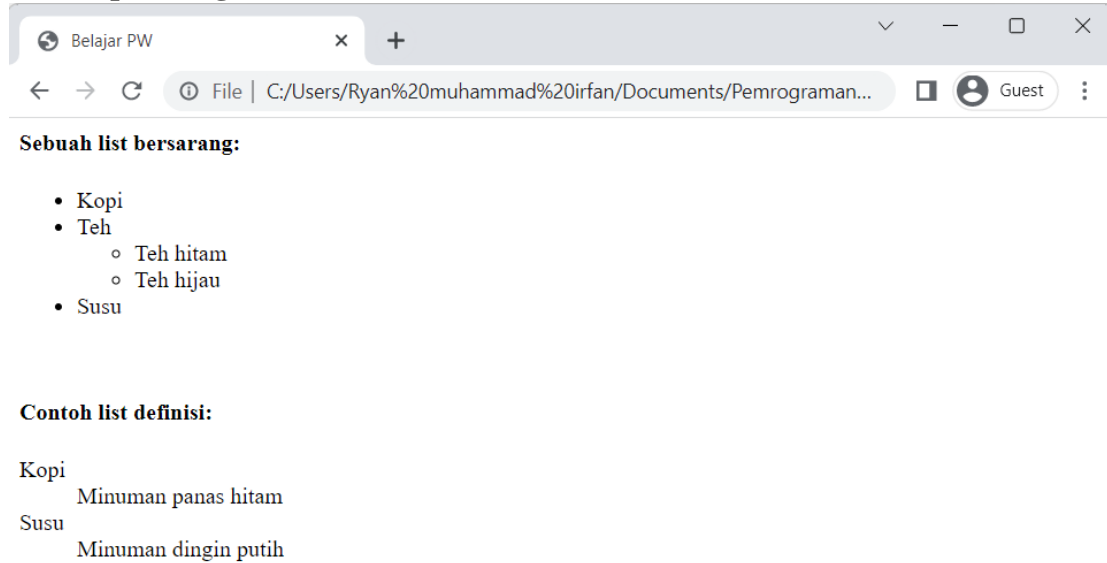 Belajar PW
File | C:/Users/Ryan%20muhammad%20irfan/Documents/Pemrograman...
Guest
Sebuah list bersarang:
Kopi
Teh
Teh hitam
Teh hijau
Susu
Contoh list definisi:
Kopi
Minuman panas hitam
Susu
Minuman dingin putih